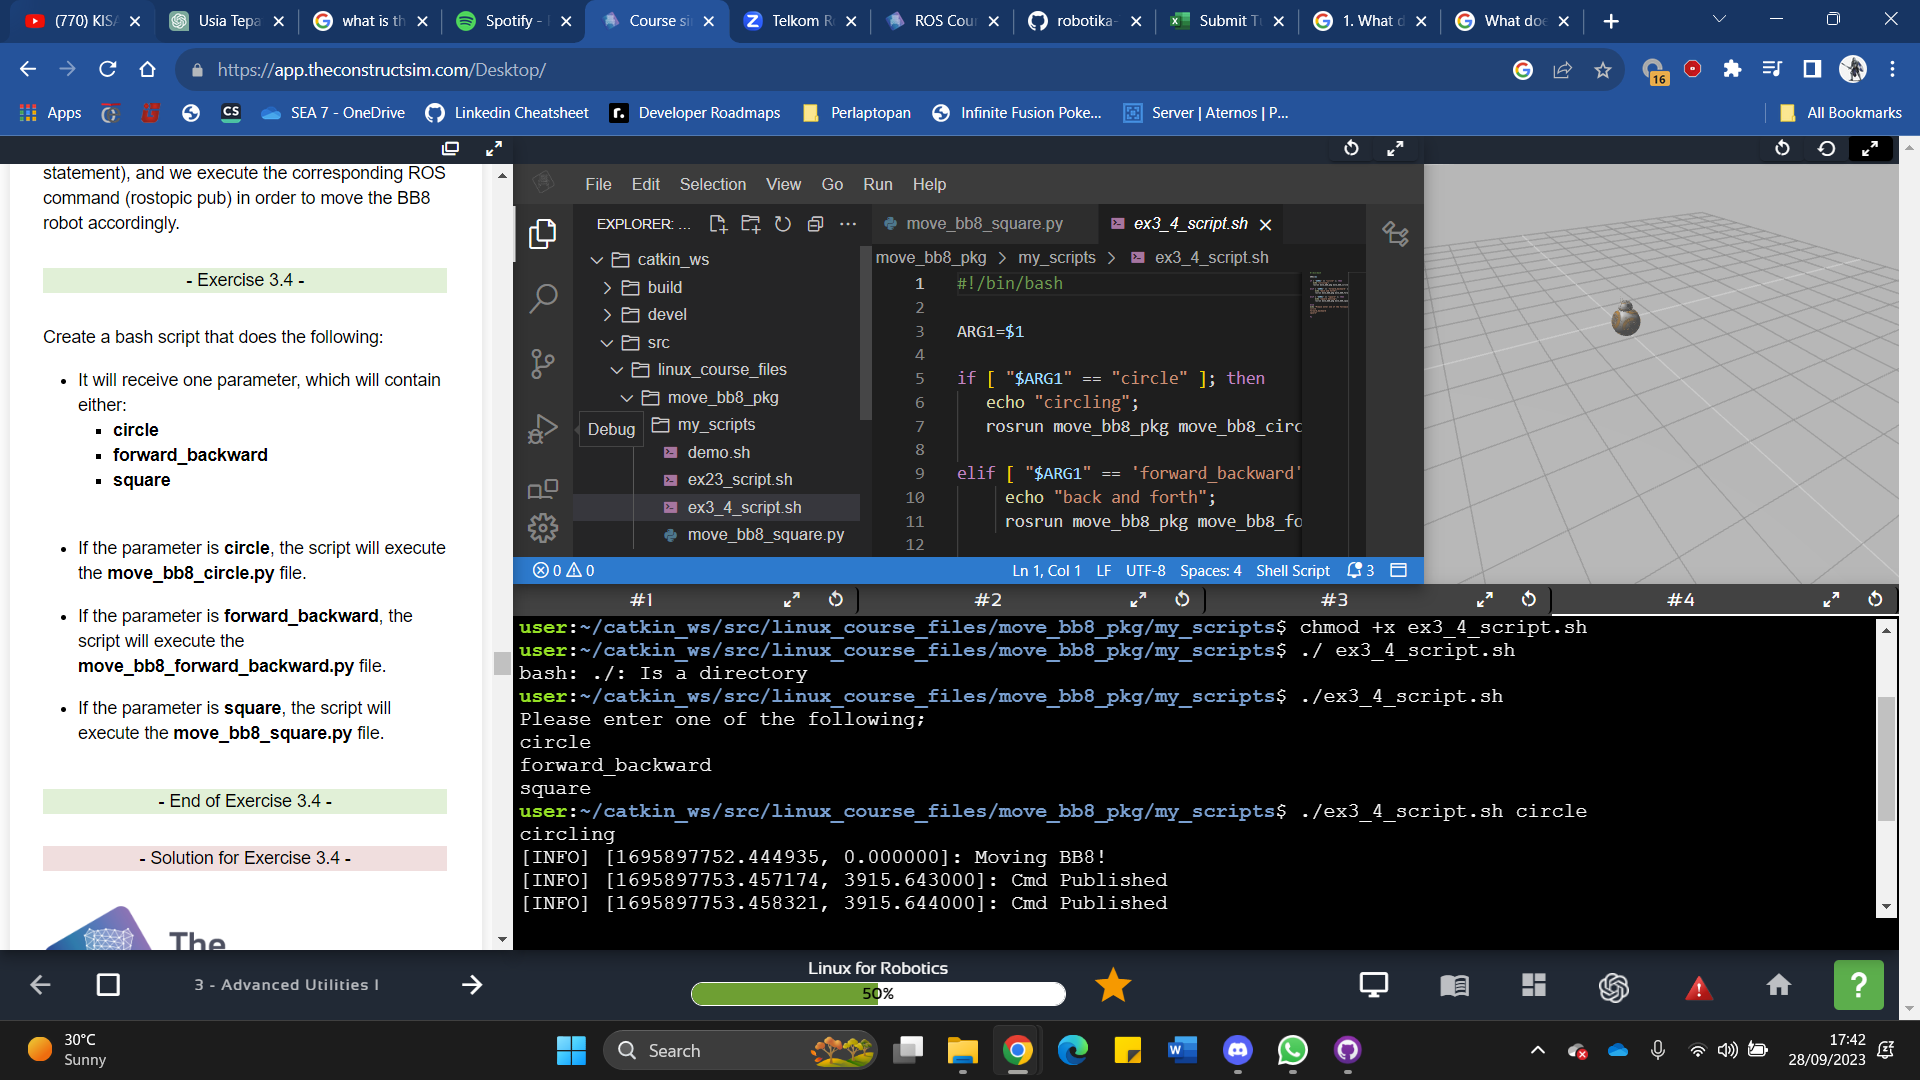 (770) KIS
Usia Tepa
what is th
Spotify -
Course si
Telkom R
ROS Cour
robotika-
Submit T
1. What d
What doe
https://app.theconstructsim.com/Desktop/
16
Apps
CS
SEA 7 - OneDrive
Linkedin Cheatsheet
r.
Developer Roadmaps
Perlaptopan
Infinite Fusion Poke...
Server | Aternos | P...
All Bookmarks
statement), and we execute the corresponding ROS
command (rostopic pub) in order to move the BB8
robot accordingly.
- Exercise 3.4 -
Create a bash script that does the following:
• It will receive one parameter, which will contain
either:
▪ circle
▪ forward_backward
▪ square
• If the parameter is circle, the script will execute
the move_bb8_circle.py file.
• If the parameter is forward_backward, the
script will execute the
move_bb8_forward_backward.py file.
• If the parameter is square, the script will
execute the move_bb8_square.py file.
- End of Exercise 3.4 -
- Solution for Exercise 3.4 -
The
File Edit Selection View Go Run Help
EXPLORER: ...
catkin_ws
build
devel
src
linux_course_files
move_bb8_pkg
my_scripts
demo.sh
ex23_script.sh
ex3_4_script.sh
move_bb8_square.py
Debug
move_bb8_square.py
ex3_4_script.sh
move_bb8_pkg > my_scripts > ex3_4_script.sh
1 #!/bin/bash
2
3 ARG1=$1
4
5 if [ "$ARG1" == "circle" ]; then
6 echo "circling";
7 rosrun move_bb8_pkg move_bb8_circ
8
9 elif [ "$ARG1" == 'forward_backward'
10 echo "back and forth";
11 rosrun move_bb8_pkg move_bb8_fo
12
0 0
Ln 1, Col 1 LF UTF-8 Spaces: 4 Shell Script 3
#1
#2
#3
#4
user:~/catkin_ws/src/linux_course_files/move_bb8_pkg/my_scripts$ chmod +x ex3_4_script.sh
user:~/catkin_ws/src/linux_course_files/move_bb8_pkg/my_scripts$ ./ ex3_4_script.sh
bash: ./: Is a directory
user:~/catkin_ws/src/linux_course_files/move_bb8_pkg/my_scripts$ ./ex3_4_script.sh
Please enter one of the following;
circle
forward_backward
square
user:~/catkin_ws/src/linux_course_files/move_bb8_pkg/my_scripts$ ./ex3_4_script.sh circle
circling
[INFO] [1695897752.444935, 0.000000]: Moving BB8!
[INFO] [1695897753.457174, 3915.643000]: Cmd Published
[INFO] [1695897753.458321, 3915.644000]: Cmd Published
3 - Advanced Utilities I
Linux for Robotics
50%
?
30°C
Sunny
Search
17:42
28/09/2023